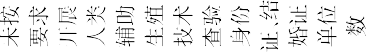 未按
要求
开展
人类
辅助
生殖
技术
查验
身份
证、结
婚证
单位
数